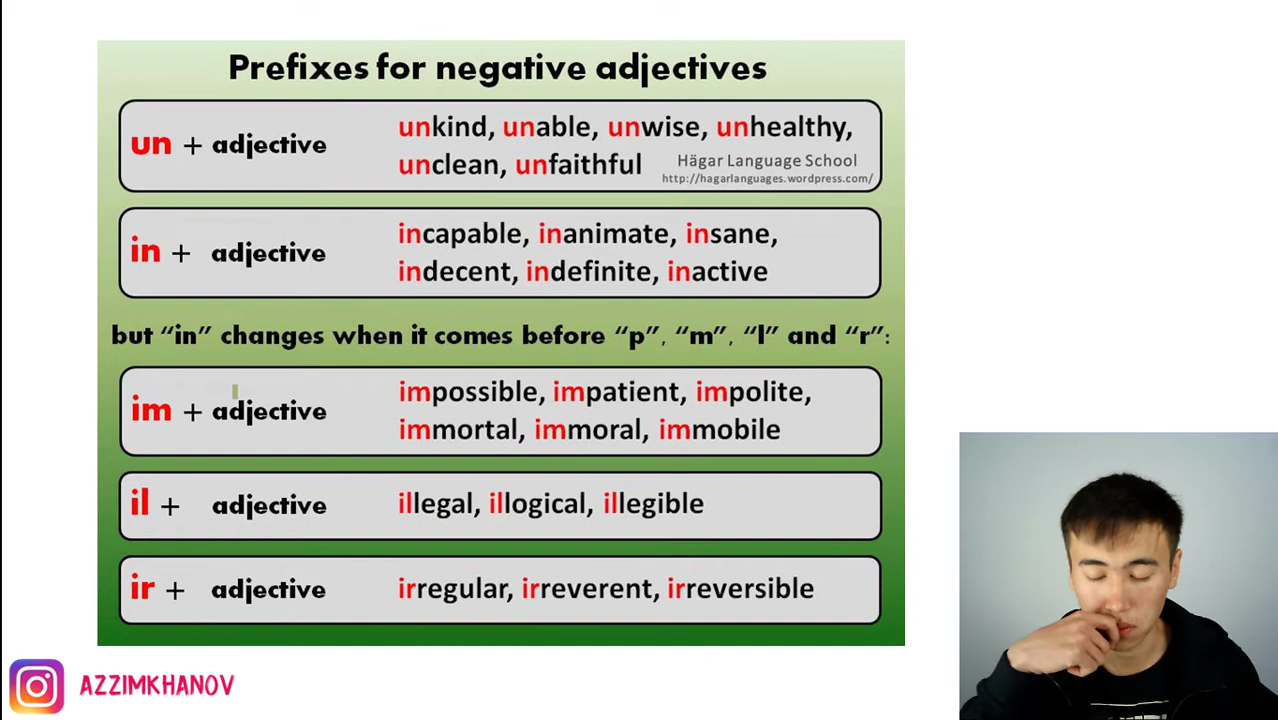 Prefixes for negative adjectives
un + adjective
unkind, unable, unwise, unhealthy,
unclean, unfaithful
Hägar Language School
http://hagarlanguages.wordpress.com/
in + adjective
incapable, inanimate, insane,
indecent, indefinite, inactive
but “in” changes when it comes before “p”, “m”, “l” and “r”:
im + adjective
impossible, impatient, impolite,
immortal, immoral, immobile
il + adjective
illegal, illogical, illegible
ir + adjective
irregular, irreverent, irreversible
AZZIMKHANOV